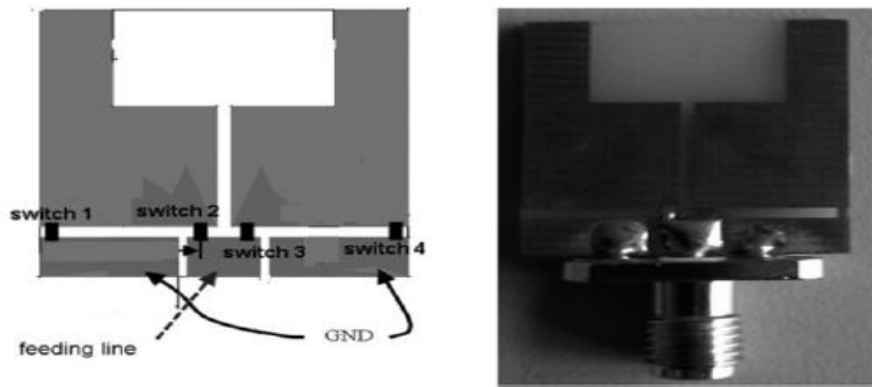 switch 1
switch 2
switch 3
switch 4
GND
feeding line